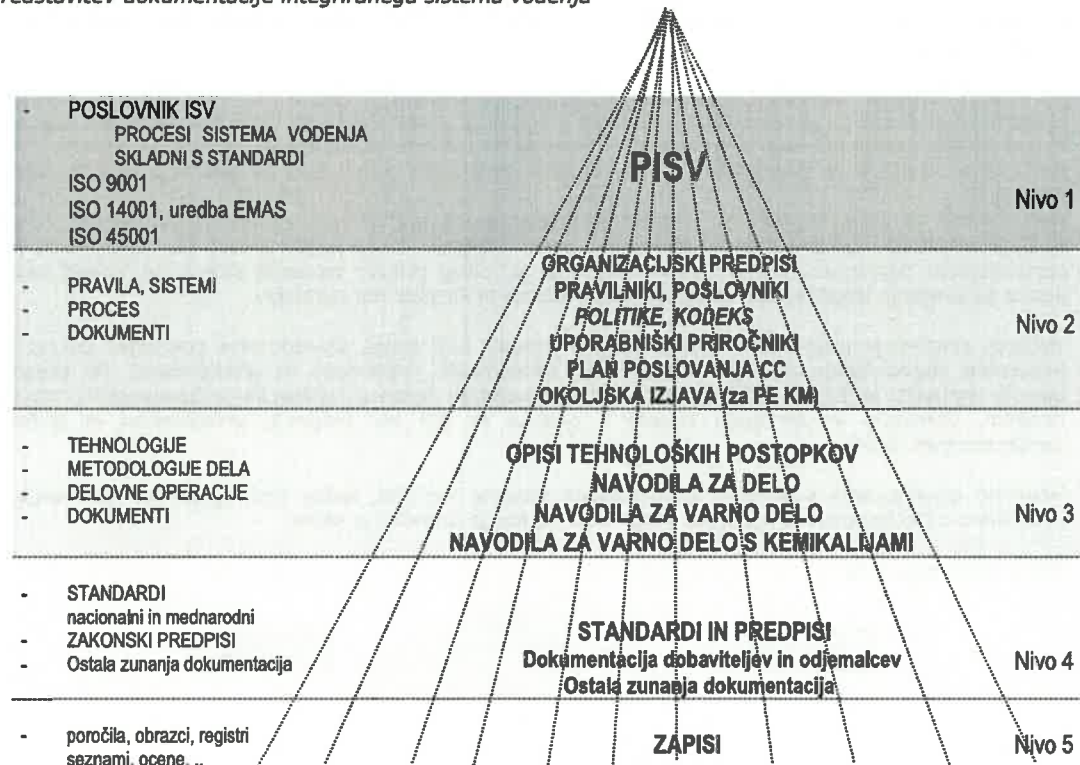 dokumentacije integriranega sistema vodenja
- POSLOVNIK ISV
PROCESI SISTEMA VODENJA
SKLADNI S STANDARDI
ISO 9001
ISO 14001, uredba EMAS
ISO 45001
PISV
Nivo 1
- PRAVILA, SISTEMI
- PROCES
- DOKUMENTI
ORGANIZACIJSKI PREDPISI
PRAVILNIKI, POSLOVNIKI
POLITIKE, KODEKS
UPORABNIŠKI PRIROČNIKI
PLAN POSLOVANJA CC
OKOLJSKA IZJAVA (za PE KM)
Nivo 2
- TEHNOLOGIJE
- METODOLOGIJE DELA
- DELOVNE OPERACIJE
- DOKUMENTI
OPISI TEHNOLOŠKIH POSTOPKOV
NAVODILA ZA DELO
NAVODILA ZA VARNO DELO
NAVODILA ZA VARNO DELO S KEMIKALIJAMI
Nivo 3
- STANDARDI
nacionalni in mednarodni
- ZAKONSKI PREDPISI
- Ostala zunanja dokumentacija
STANDARDI IN PREDPISI
Dokumentacija dobaviteljev in odjemalcev
Ostala zunanja dokumentacija
Nivo 4
- poročila, obrazci, registri
seznami, ocene, ..
ZAPISI
Nivo 5